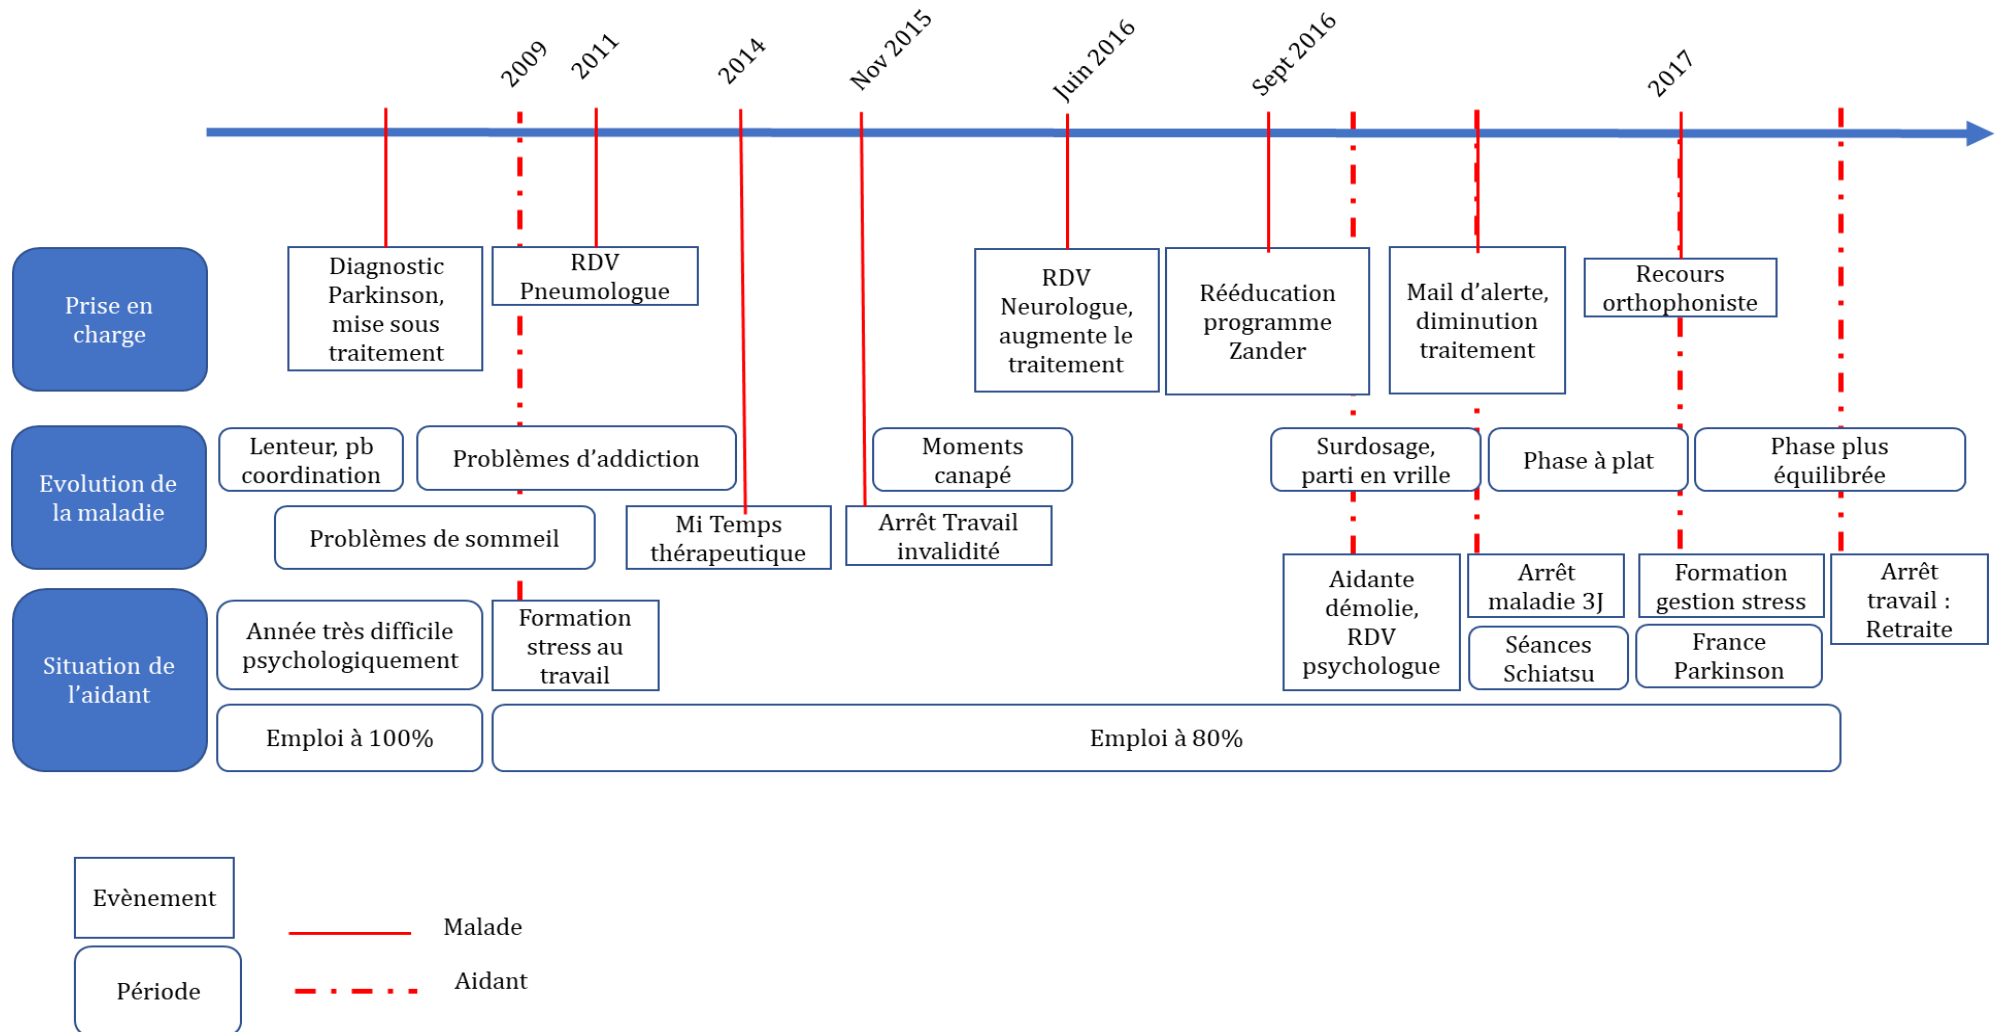 2009
2011
2014
Nov 2015
Juin 2016
Sept 2016
2017
Prise en
charge
Diagnostic
Parkinson,
mise sous
traitement
RDV
Pneumologue
RDV
Neurologue,
augmente le
traitement
Rééducation
programme
Zander
Mail d’alerte,
diminution
traitement
Recours
orthophoniste
Evolution de
la maladie
Lenteur, pb
coordination
Problèmes d’addiction
Moments
canapé
Surdosage,
parti en vrille
Phase à plat
Phase plus
équilibrée
Problèmes de sommeil
Mi Temps
thérapeutique
Arrêt Travail
invalidité
Situation de
l’aidant
Année très difficile
psychologiquement
Formation
stress au
travail
Aidante
démolie,
RDV
psychologue
Arrêt
maladie 3J
Séances
Schiatsu
Formation
gestion stress
France
Parkinson
Arrêt
travail :
Retraite
Emploi à 100%
Emploi à 80%
Evènement
Malade
Période
Aidant